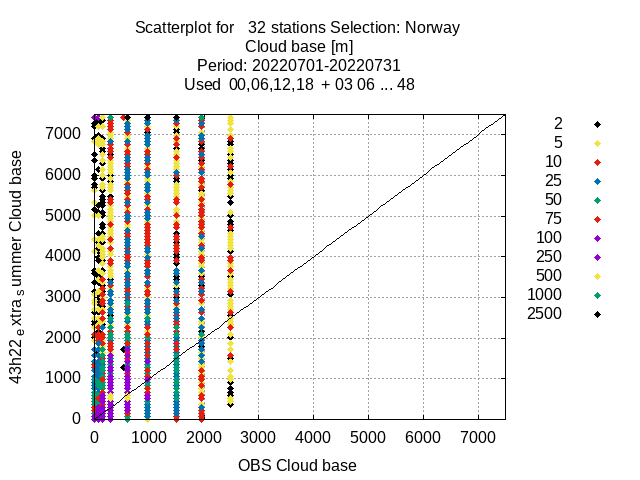 Scatterplot for 32 stations Selection: Norway
Cloud base [m]
Period: 20220701-20220731
Used 00,06,12,18 + 03 06 ... 48
43h22 e xtra s ummer Cloud base
7000
6000
5000
4000
3000
2000
1000
0
0 1000 2000 3000 4000 5000 6000 7000
OBS Cloud base
2
5
10
25
50
75
100
250
500
1000
2500